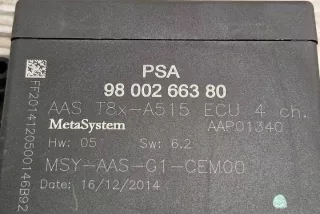 PSA
98 002 663 80
AAS T8x-A515 ECU 4 ch.
MetaSystem AAP01340
Hw: 05 Sw: 6.2
MSY-AAS-G1-CEM00
Date: 16/12/2014
FF2014120500146B92